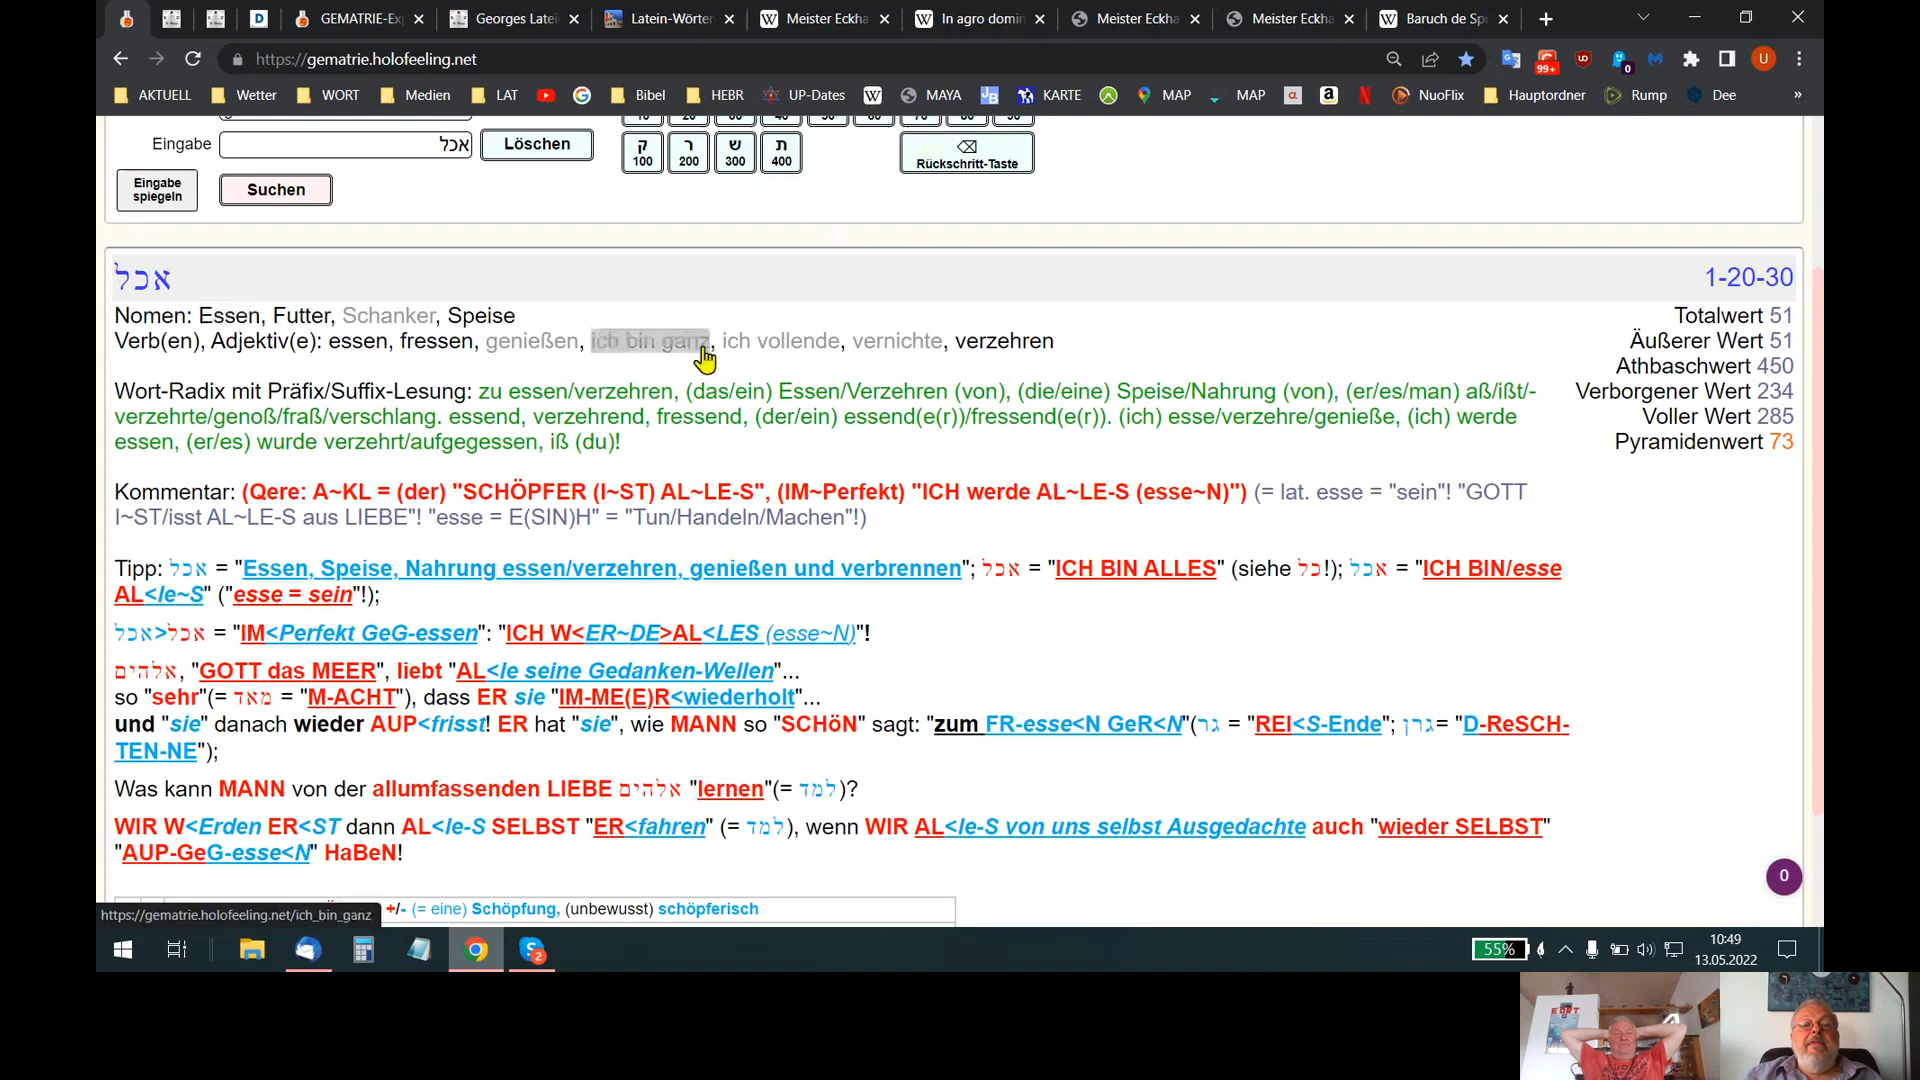 GEMATRIE-Ex
Georges Latei
Latein-Wörte
Meister Eckha
In agro domin
Meister Eckha
Meister Eckha
Baruch de Spi
https://gematrie.holofeeling.net
99+
0
U
AKTUELL
Wetter
WORT
Medien
LAT
Bibel
HEBR
UP-Dates
MAYA
KARTE
MAP
MAP
NuoFlix
Hauptordner
Rump
Dee
»
Eingabe
אכל
Löschen
ק
100
ר
200
ש
300
ת
400
Rückschritt-Taste
Eingabe
spiegeln
Suchen
אכל
1-20-30
Nomen: Essen, Futter, Schanker, Speise
Verb(en), Adjektiv(e): essen, fressen, genießen, ich bin ganz, ich vollende, vernichte, verzehren
Totalwert 51
Äußerer Wert 51
Athbaschwert 450
Verborgener Wert 234
Voller Wert 285
Pyramidenwert 73
Wort-Radix mit Präfix/Suffix-Lesung: zu essen/verzehren, (das/ein) Essen/Verzehren (von), (die/eine) Speise/Nahrung (von), (er/es/man) aß/ißt/-
verzehrte/genoß/fraß/verschlang. essend, verzehrend, fressend, (der/ein) essend(e(r))/fressend(e(r)). (ich) esse/verzehre/genieße, (ich) werde
essen, (er/es) wurde verzehrt/aufgegessen, iß (du)!
Kommentar: (Qere: A~KL = (der) "SCHÖPFER (I~ST) AL~LE-S", (IM~Perfekt) "ICH werde AL~LE-S (esse~N)") (= lat. esse = "sein"! "GOTT
I~ST/isst AL~LE-S aus LIEBE"! "esse = E(SIN)H" = "Tun/Handeln/Machen"!)
Tipp: אכל = "Essen, Speise, Nahrung essen/verzehren, genießen und verbrennen"; אכל = "ICH BIN ALLES" (siehe כל!); אכל = "ICH BIN/esse
AL<le~S" ("esse = sein"!);
אכל<אכל = "IM<Perfekt GeG-essen": "ICH W<ER~DE>AL<LES (esse~N)"!
אלהים, "GOTT das MEER", liebt "AL<le seine Gedanken-Wellen"...
so "sehr"(= מאד = "M-ACHT"), dass ER sie "IM-ME(E)R<wiederholt"...
und "sie" danach wieder AUP<frisst! ER hat "sie", wie MANN so "SCHöN" sagt: "zum FR-esse<N GeR<N"(גר = "REI<S-Ende"; גרן= "D-ReSCH-
TEN-NE");
Was kann MANN von der allumfassenden LIEBE אלהים "lernen"(= למד)?
WIR W<Erden ER<ST dann AL<le-S SELBST "ER<fahren" (= למד), wenn WIR AL<le-S von uns selbst Ausgedachte auch "wieder SELBST"
"AUP-GeG-esse<N" HaBeN!
0
https://gematrie.holofeeling.net/ich_bin_ganz
+/- (= eine) Schöpfung, (unbewusst) schöpferisch
2
55%
10:49
13.05.2022